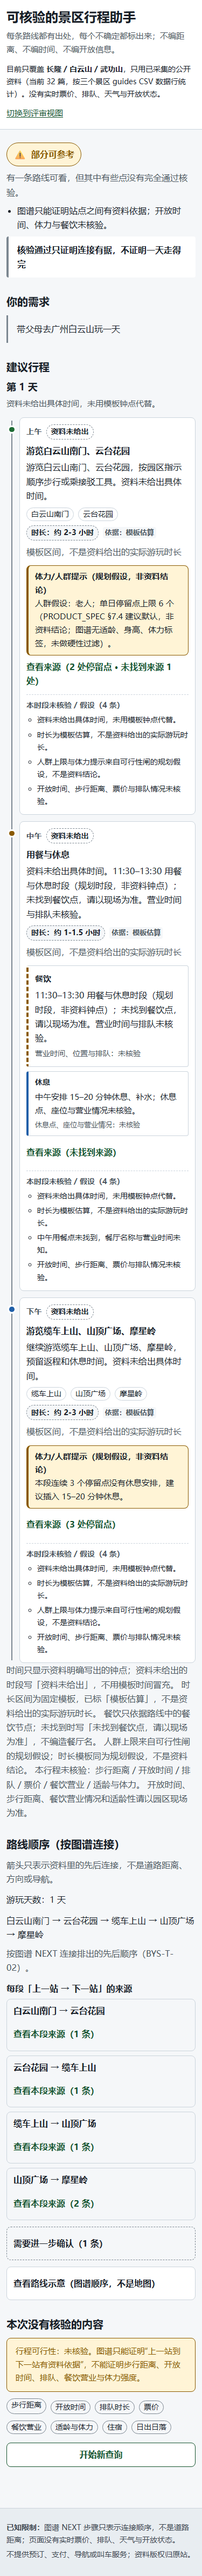 可核验的景区行程助手
每条路线都有出处，每个不确定都标出来；不编距
离、不编时间、不编开放信息。
目前只覆盖 长隆 / 白云山 / 武功山，只用已采集的公开
资料（当前 32 篇，按三个景区 guides CSV 数据行统
计）。没有实时票价、排队、天气与开放状态。
切换到评审视图
⚠ 部分可参考
有一条路线可看，但其中有些点没有完全通过核
验。
• 图谱只能证明站点之间有资料依据；开放时
间、体力与餐饮未核验。
核验通过只证明连接有据，不证明一天走得
完
你的需求
带父母去广州白云山玩一天
建议行程
第 1 天
资料未给出具体时间，未用模板钟点代替。
上午 资料未给出
游览白云山南门、云台花园
游览白云山南门、云台花园，按园区指示
顺序步行或乘接驳工具。资料未给出具体
时间。
白云山南门 云台花园
时长：约 2-3 小时 依据：模板估算
模板区间，不是资料给出的实际游玩时长
体力/人群提示（规划假设，非资料结
论）
人群假设：老人；单日停留点上限 6 个
（PRODUCT_SPEC §7.4 建议默认，非
资料结论；图谱无适龄、身高、体力标
签，未做硬性过滤）。
查看来源（2 处停留点 • 未找到来源 1
处）
本时段未核验 / 假设（4 条）
○ 资料未给出具体时间，未用模板钟点代替。
○ 时长为模板估算，不是资料给出的实际游玩时
长。
○ 人群上限与体力提示来自可行性闸的规划假
设，不是资料结论。
○ 开放时间、步行距离、票价与排队情况未核
验。
中午 资料未给出
用餐与休息
资料未给出具体时间。11:30–13:30 用餐
与休息时段（规划时段，非资料钟点）；
未找到餐饮点，请以现场为准。营业时间
与排队未核验。
时长：约 1-1.5 小时 依据：模板估算
模板区间，不是资料给出的实际游玩时长
餐饮
11:30–13:30 用餐与休息时段（规划
时段，非资料钟点）；未找到餐饮点，
请以现场为准。营业时间与排队未核
验。
营业时间、位置与排队：未核验
休息
中午安排 15–20 分钟休息、补水；休息
点、座位与营业情况未核验。
休息点、座位与营业情况：未核验
查看来源（未找到来源）
本时段未核验 / 假设（4 条）
○ 资料未给出具体时间，未用模板钟点代替。
○ 时长为模板估算，不是资料给出的实际游玩时
长。
○ 中午用餐点未找到，餐厅名称与营业时间未
知。
○ 开放时间、步行距离、票价与排队情况未核
验。
下午 资料未给出
游览缆车上山、山顶广场、摩星岭
继续游览缆车上山、山顶广场、摩星岭，
预留返程和休息时间。资料未给出具体时
间。
缆车上山 山顶广场 摩星岭
时长：约 2-3 小时 依据：模板估算
模板区间，不是资料给出的实际游玩时长
体力/人群提示（规划假设，非资料结
论）
本段连续 3 个停留点没有休息安排，建
议插入 15–20 分钟休息。
查看来源（3 处停留点）
本时段未核验 / 假设（4 条）
○ 资料未给出具体时间，未用模板钟点代替。
○ 时长为模板估算，不是资料给出的实际游玩时
长。
○ 人群上限与体力提示来自可行性闸的规划假
设，不是资料结论。
○ 开放时间、步行距离、票价与排队情况未核
验。
时间只显示资料明确写出的钟点；资料未给出的
时段写「资料未给出」，不用模板时间冒充。 时
长区间为固定模板，已标「模板估算」，不是资
料给出的实际游玩时长。 餐饮只依据路线中的餐
饮节点；未找到时写「未找到餐饮点，请以现场
为准」，不编造餐厅名。 人群上限来自可行性闸
的规划假设；时长模板同为规划假设，不是资料
结论。 本行程未核验：步行距离 / 开放时间 / 排
队 / 票价 / 餐饮营业 / 适龄与体力。 开放时间、
步行距离、餐饮营业情况和适龄性请以园区现场
为准。
路线顺序（按图谱连接）
箭头只表示资料里的先后连接，不是道路距离、
方向或导航。
游玩天数：1 天
白云山南门 → 云台花园 → 缆车上山 → 山顶广场
→ 摩星岭
按图谱 NEXT 连接排出的先后顺序（BYS-T-
02）。
每段「上一站 → 下一站」的来源
白云山南门 → 云台花园
查看本段来源（1 条）
云台花园 → 缆车上山
查看本段来源（1 条）
缆车上山 → 山顶广场
查看本段来源（1 条）
山顶广场 → 摩星岭
查看本段来源（2 条）
需要进一步确认（1 条）
查看路线示意（图谱顺序，不是地图）
本次没有核验的内容
行程可行性：未核验。图谱只能证明"上一站到
下一站有资料依据"，不能证明步行距离、开放
时间、排队、餐饮营业与体力强度。
步行距离 开放时间 排队时长 票价
餐饮营业 适龄与体力 住宿 日出日落
开始新查询
已知限制：图谱 NEXT 步骤只表示连接顺序，不是道路
距离；页面没有实时票价、排队、天气与开放状态。
不提供预订、支付、导航或叫车服务；资料版权归原站。